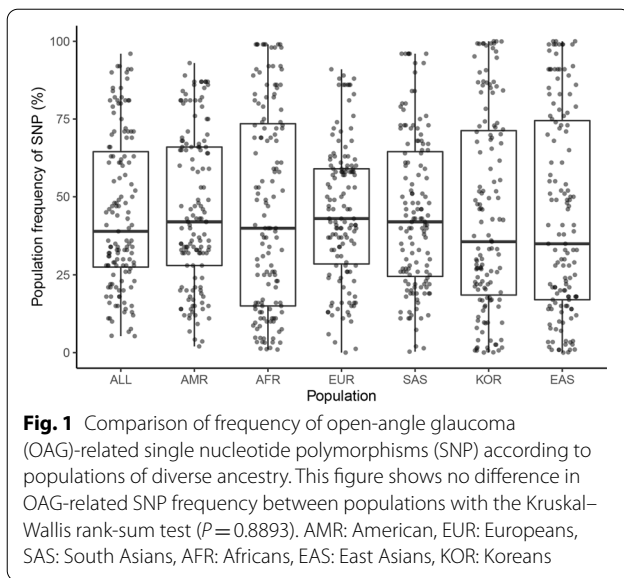 100
75
50
25
0
Population frequency of SNP (%)
ALL AMR AFR EUR SAS KOR EAS
Population
Fig. 1 Comparison of frequency of open-angle glaucoma
(OAG)-related single nucleotide polymorphisms (SNP) according to
populations of diverse ancestry. This figure shows no difference in
OAG-related SNP frequency between populations with the Kruskal–
Wallis rank-sum test (P = 0.8893). AMR: American, EUR: Europeans,
SAS: South Asians, AFR: Africans, EAS: East Asians, KOR: Koreans